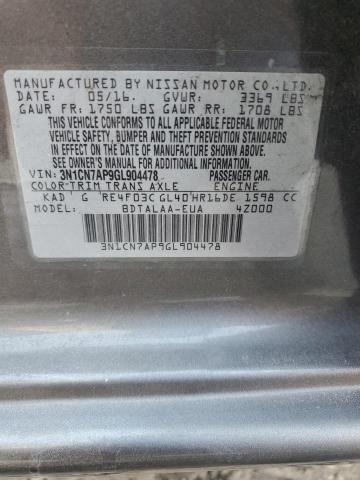 MANUFACTURED BY NISSAN MOTOR CO., LTD.
DATE: 05/16. GVWR: 3369 LBS
GAWR FR: 1750 LBS GAWR RR: 1708 LBS
THIS VEHICLE CONFORMS TO ALL APPLICABLE FEDERAL MOTOR
VEHICLE SAFETY, BUMPER AND THEFT PREVENTION STANDARDS
IN EFFECT ON THE DATE OF MANUFACTURE SHOWN ABOVE.
SEE OWNER'S MANUAL FOR ADDITIONAL INFORMATION
VIN: 3N1CN7AP9GL904478 PASSENGER CAR.
COLOR-TRIM TRANS AXLE ENGINE
KAD G RE4F03C GL40 HR16DE 1598 CC
MODEL: BDTALAA-EUA 4Z000
3N1CN7AP9GL904478